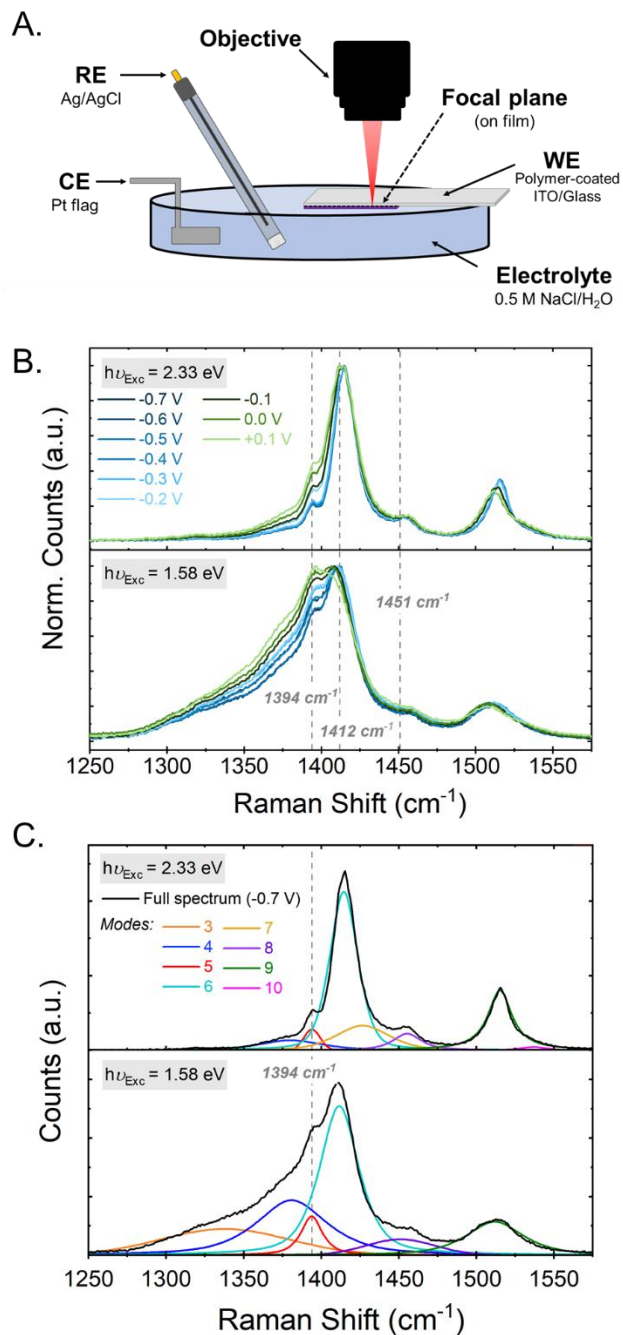 A.
Objective
RE
Ag/AgCl
Focal plane
(on film)
CE
Pt flag
WE
Polymer-coated
ITO/Glass
Electrolyte
0.5 M NaCl/H₂O
B.
hυExc = 2.33 eV
-0.7 V
-0.6 V
-0.5 V
-0.4 V
-0.3 V
-0.2 V
-0.1
0.0 V
+0.1 V
hυExc = 1.58 eV
1451 cm⁻¹
1394 cm⁻¹
1412 cm⁻¹
Norm. Counts (a.u.)
1250 1300 1350 1400 1450 1500 1550
Raman Shift (cm⁻¹)
C.
hυExc = 2.33 eV
Full spectrum (-0.7 V)
Modes:
3
4
5
6
7
8
9
10
hυExc = 1.58 eV
1394 cm⁻¹
Counts (a.u.)
1250 1300 1350 1400 1450 1500 1550
Raman Shift (cm⁻¹)